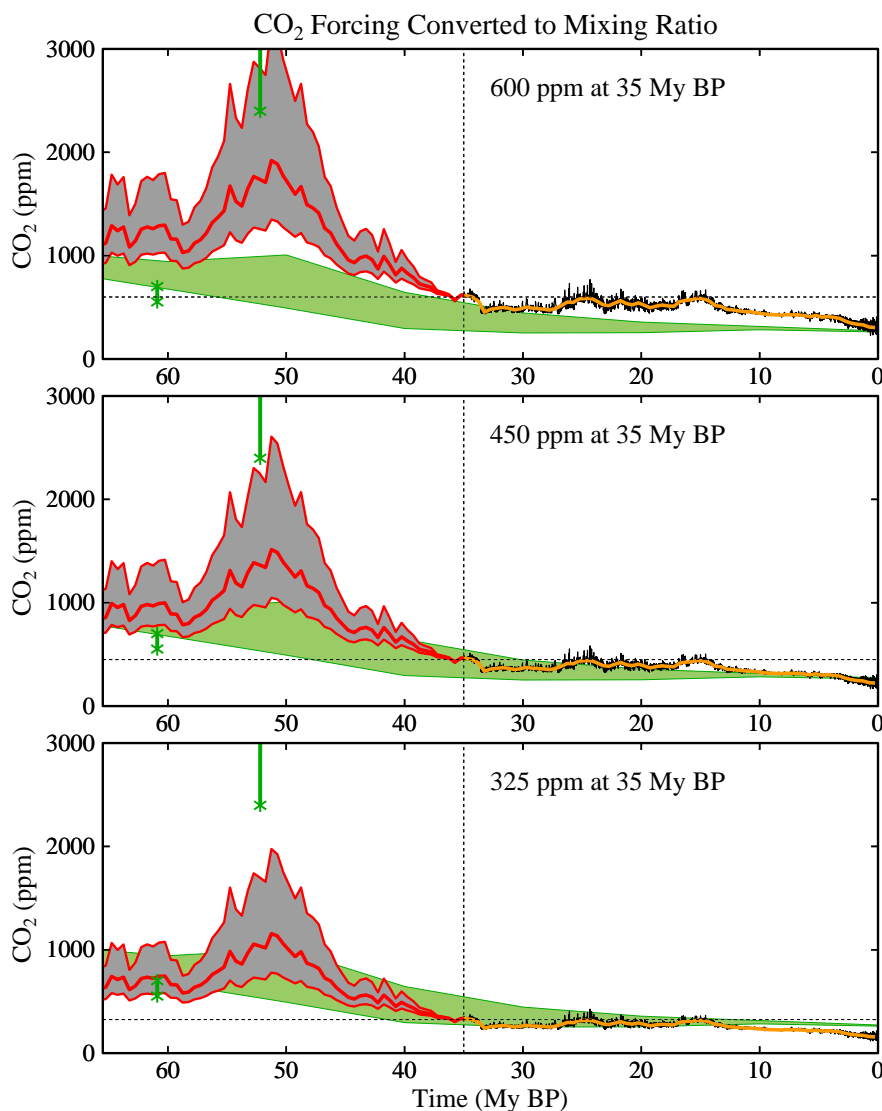 CO₂ Forcing Converted to Mixing Ratio
3000
2000
1000
0
CO₂ (ppm)
600 ppm at 35 My BP
60 50 40 30 20 10 0
3000
2000
1000
0
CO₂ (ppm)
450 ppm at 35 My BP
60 50 40 30 20 10 0
3000
2000
1000
0
CO₂ (ppm)
325 ppm at 35 My BP
60 50 40 30 20 10 0
Time (My BP)